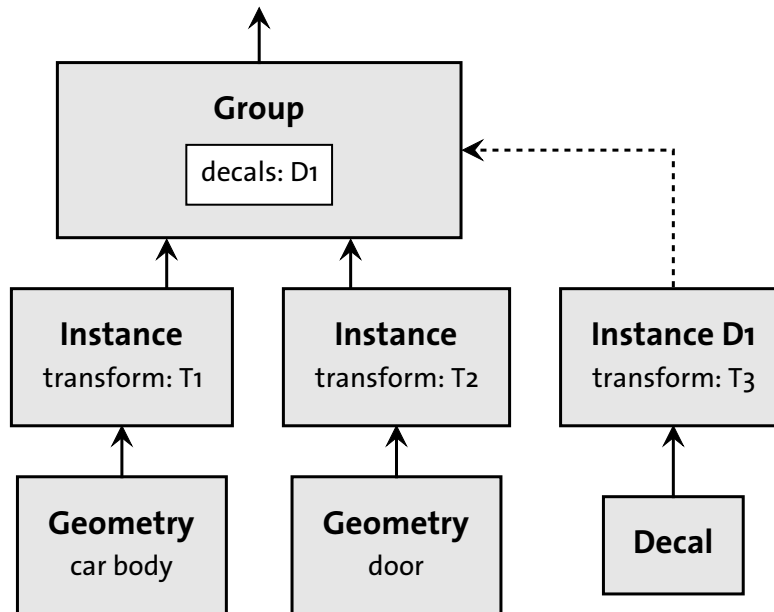 Group
decals: D1
Instance
transform: T1
Instance
transform: T2
Instance D1
transform: T3
Geometry
car body
Geometry
door
Decal